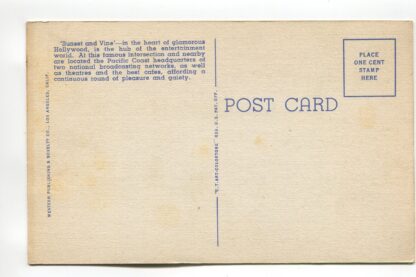 'Sunset and Vine'—in the heart of glamorous
Hollywood, is the hub of the entertainment
world. At this famous intersection and nearby
are located the Pacific Coast headquarters of
two national broadcasting networks, as well
as theatres and the best cafes, affording a
continuous round of pleasure and gaiety.
WESTERN PUBLISHING & NOVELTY CO., LOS ANGELES, CALIF.
"C.T. ART-COLORTONE" REG. U.S. PAT. OFF.
POST CARD
PLACE
ONE CENT
STAMP
HERE